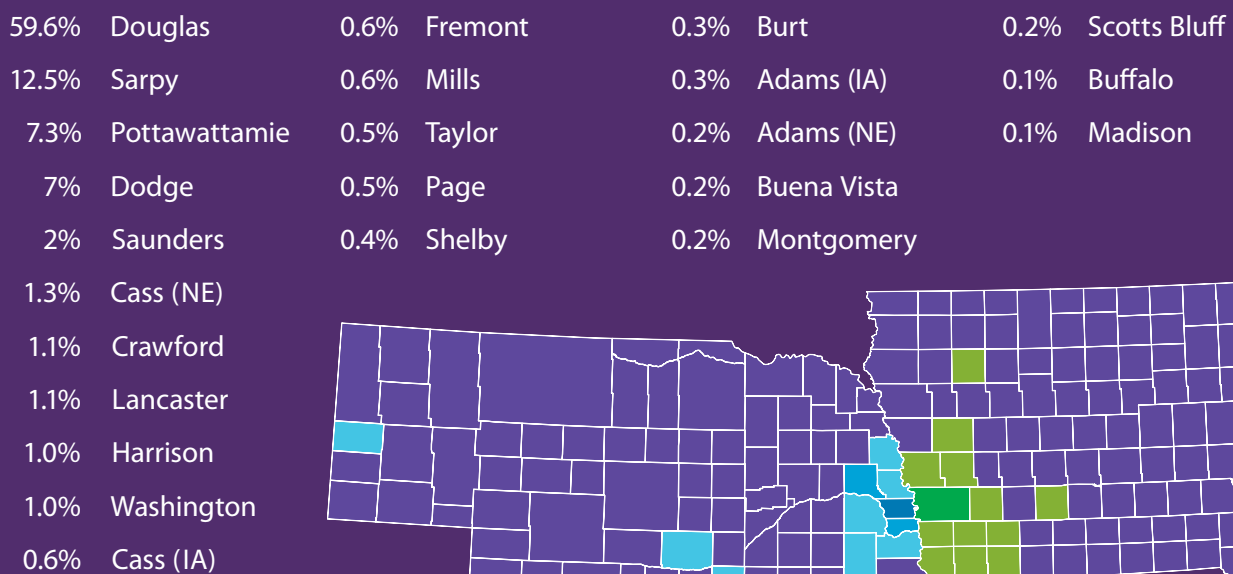 59.6% Douglas
12.5% Sarpy
7.3% Pottawattamie
7% Dodge
2% Saunders
1.3% Cass (NE)
1.1% Crawford
1.1% Lancaster
1.0% Harrison
1.0% Washington
0.6% Cass (IA)
0.6% Fremont
0.6% Mills
0.5% Taylor
0.5% Page
0.4% Shelby
0.3% Burt
0.3% Adams (IA)
0.2% Adams (NE)
0.2% Buena Vista
0.2% Montgomery
0.2% Scotts Bluff
0.1% Buffalo
0.1% Madison